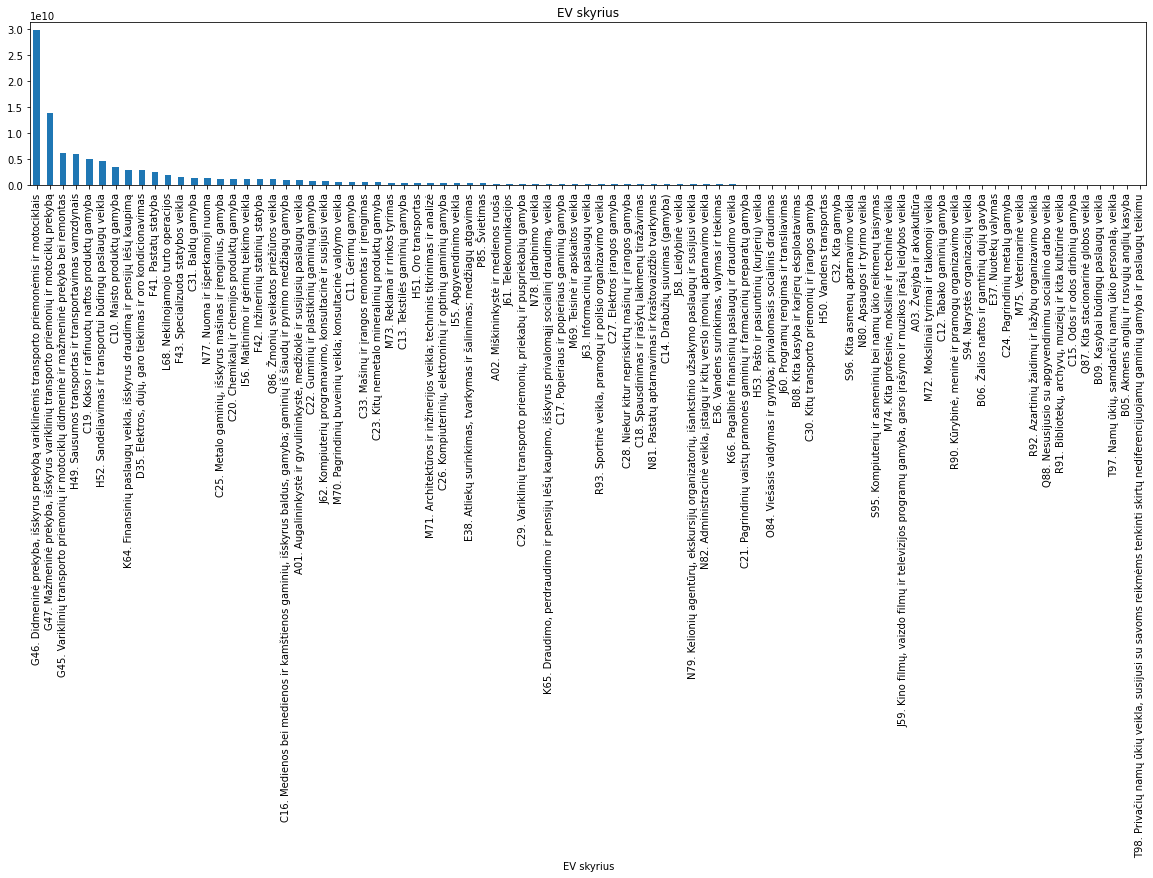 EV skyrius
1e10
3.0
2.5
2.0
1.5
1.0
0.5
0.0
G46. Didmeninė prekyba, išskyrus prekybą variklinėmis transporto priemonėmis ir motociklais
G47. Mažmeninė prekyba, išskyrus variklinių transporto priemonių ir motociklų prekybą
G45. Variklinių transporto priemonių ir motociklų didmeninė ir mažmeninė prekyba bei remontas
H49. Sausumos transportas ir transportavimas vamzdynais
C19. Kokso ir rafinuotų naftos produktų gamyba
H52. Sandėliavimas ir transportui būdingų paslaugų veikla
C10. Maisto produktų gamyba
K64. Finansinių paslaugų veikla, išskyrus draudimą ir pensijų lėšų kaupimą
D35. Elektros, dujų, garo tiekimas ir oro kondicionavimas
F41. Pastatų statyba
L68. Nekilnojamojo turto operacijos
F43. Specializuota statybos veikla
C31. Baldų gamyba
N77. Nuoma ir išperkamoji nuoma
C25. Metalo gaminių, išskyrus mašinas ir įrenginius, gamyba
C20. Chemikalų ir chemijos produktų gamyba
I56. Maitinimo ir gėrimų teikimo veikla
F42. Inžinerinių statinių statyba
Q86. Žmonių sveikatos priežiūros veikla
C16. Medienos bei medienos ir kamštienos gaminių, išskyrus baldus, gamyba; gaminių iš šiaudų ir pynimo medžiagų gamyba
A01. Augalininkystė ir gyvulininkystė, medžioklė ir susijusių paslaugų veikla
C22. Guminių ir plastikinių gaminių gamyba
J62. Kompiuterių programavimo, konsultacinė ir susijusi veikla
M70. Pagrindinių buveinių veikla, konsultacinė valdymo veikla
C11. Gėrimų gamyba
C33. Mašinų ir įrangos remontas ir įrengimas
C23. Kitų nemetalo mineralinių produktų gamyba
M73. Reklama ir rinkos tyrimas
C13. Tekstilės gaminių gamyba
H51. Oro transportas
M71. Architektūros ir inžinerijos veikla; techninis tikrinimas ir analizė
C26. Kompiuterinių, elektroninių ir optinių gaminių gamyba
I55. Apgyvendinimo veikla
E38. Atliekų surinkimas, tvarkymas ir šalinimas; medžiagų atgavimas
P85. Švietimas
A02. Miškininkystė ir medienos ruoša
J61. Telekomunikacijos
C29. Variklinių transporto priemonių, priekabų ir puspriekabių gamyba
N78. Įdarbinimo veikla
K65. Draudimo, perdraudimo ir pensijų lėšų kaupimo, išskyrus privalomąjį socialinį draudimą, veikla
C17. Popieriaus ir popieriaus gaminių gamyba
M69. Teisinė ir apskaitos veikla
J63. Informacinių paslaugų veikla
R93. Sportinė veikla, pramogų ir poilsio organizavimo veikla
C27. Elektros įrangos gamyba
C28. Niekur kitur nepriskirtų mašinų ir įrangos gamyba
C18. Spausdinimas ir įrašytų laikmenų tiražavimas
N81. Pastatų aptarnavimas ir kraštovaizdžio tvarkymas
C14. Drabužių siuvimas (gamyba)
J58. Leidybinė veikla
N79. Kelionių agentūrų, ekskursijų organizatorių, išankstinio užsakymo paslaugų ir susijusi veikla
N82. Administracinė veikla, įstaigų ir kitų verslo įmonių aptarnavimo veikla
E36. Vandens surinkimas, valymas ir tiekimas
K66. Pagalbinė finansinių paslaugų ir draudimo veikla
C21. Pagrindinių vaistų pramonės gaminių ir farmacinių preparatų gamyba
H53. Pašto ir pasiuntinių (kurjerių) veikla
O84. Viešasis valdymas ir gynyba; privalomasis socialinis draudimas
J60. Programų rengimas ir transliavimas
B08. Kita kasyba ir karjerų eksploatavimas
C30. Kitų transporto priemonių ir įrangos gamyba
H50. Vandens transportas
C32. Kita gamyba
S96. Kita asmenų aptarnavimo veikla
N80. Apsaugos ir tyrimo veikla
S95. Kompiuterių ir asmeninių bei namų ūkio reikmenų taisymas
M74. Kita profesinė, mokslinė ir techninė veikla
J59. Kino filmų, vaizdo filmų ir televizijos programų gamyba, garso įrašymo ir muzikos įrašų leidybos veikla
A03. Žvejyba ir akvakultūra
M72. Moksliniai tyrimai ir taikomoji veikla
C12. Tabako gaminių gamyba
R90. Kūrybinė, meninė ir pramogų organizavimo veikla
S94. Narystės organizacijų veikla
B06. Žalios naftos ir gamtinių dujų gavyba
E37. Nuotekų valymas
C24. Pagrindinių metalų gamyba
M75. Veterinarinė veikla
R92. Azartinių žaidimų ir lažybų organizavimo veikla
Q88. Nesusijusio su apgyvendinimu socialinio darbo veikla
R91. Bibliotekų, archyvų, muziejų ir kita kultūrinė veikla
C15. Odos ir odos dirbinių gamyba
Q87. Kita stacionarinė globos veikla
B09. Kasybai būdingų paslaugų veikla
T97. Namų ūkių, samdančių namų ūkio personalą, veikla
B05. Akmens anglių ir rusvųjų anglių kasyba
T98. Privačių namų ūkių veikla, susijusi su savoms reikmėms tenkinti skirtų nediferencijuojamų gaminių gamyba ir paslaugų teikimu
EV skyrius